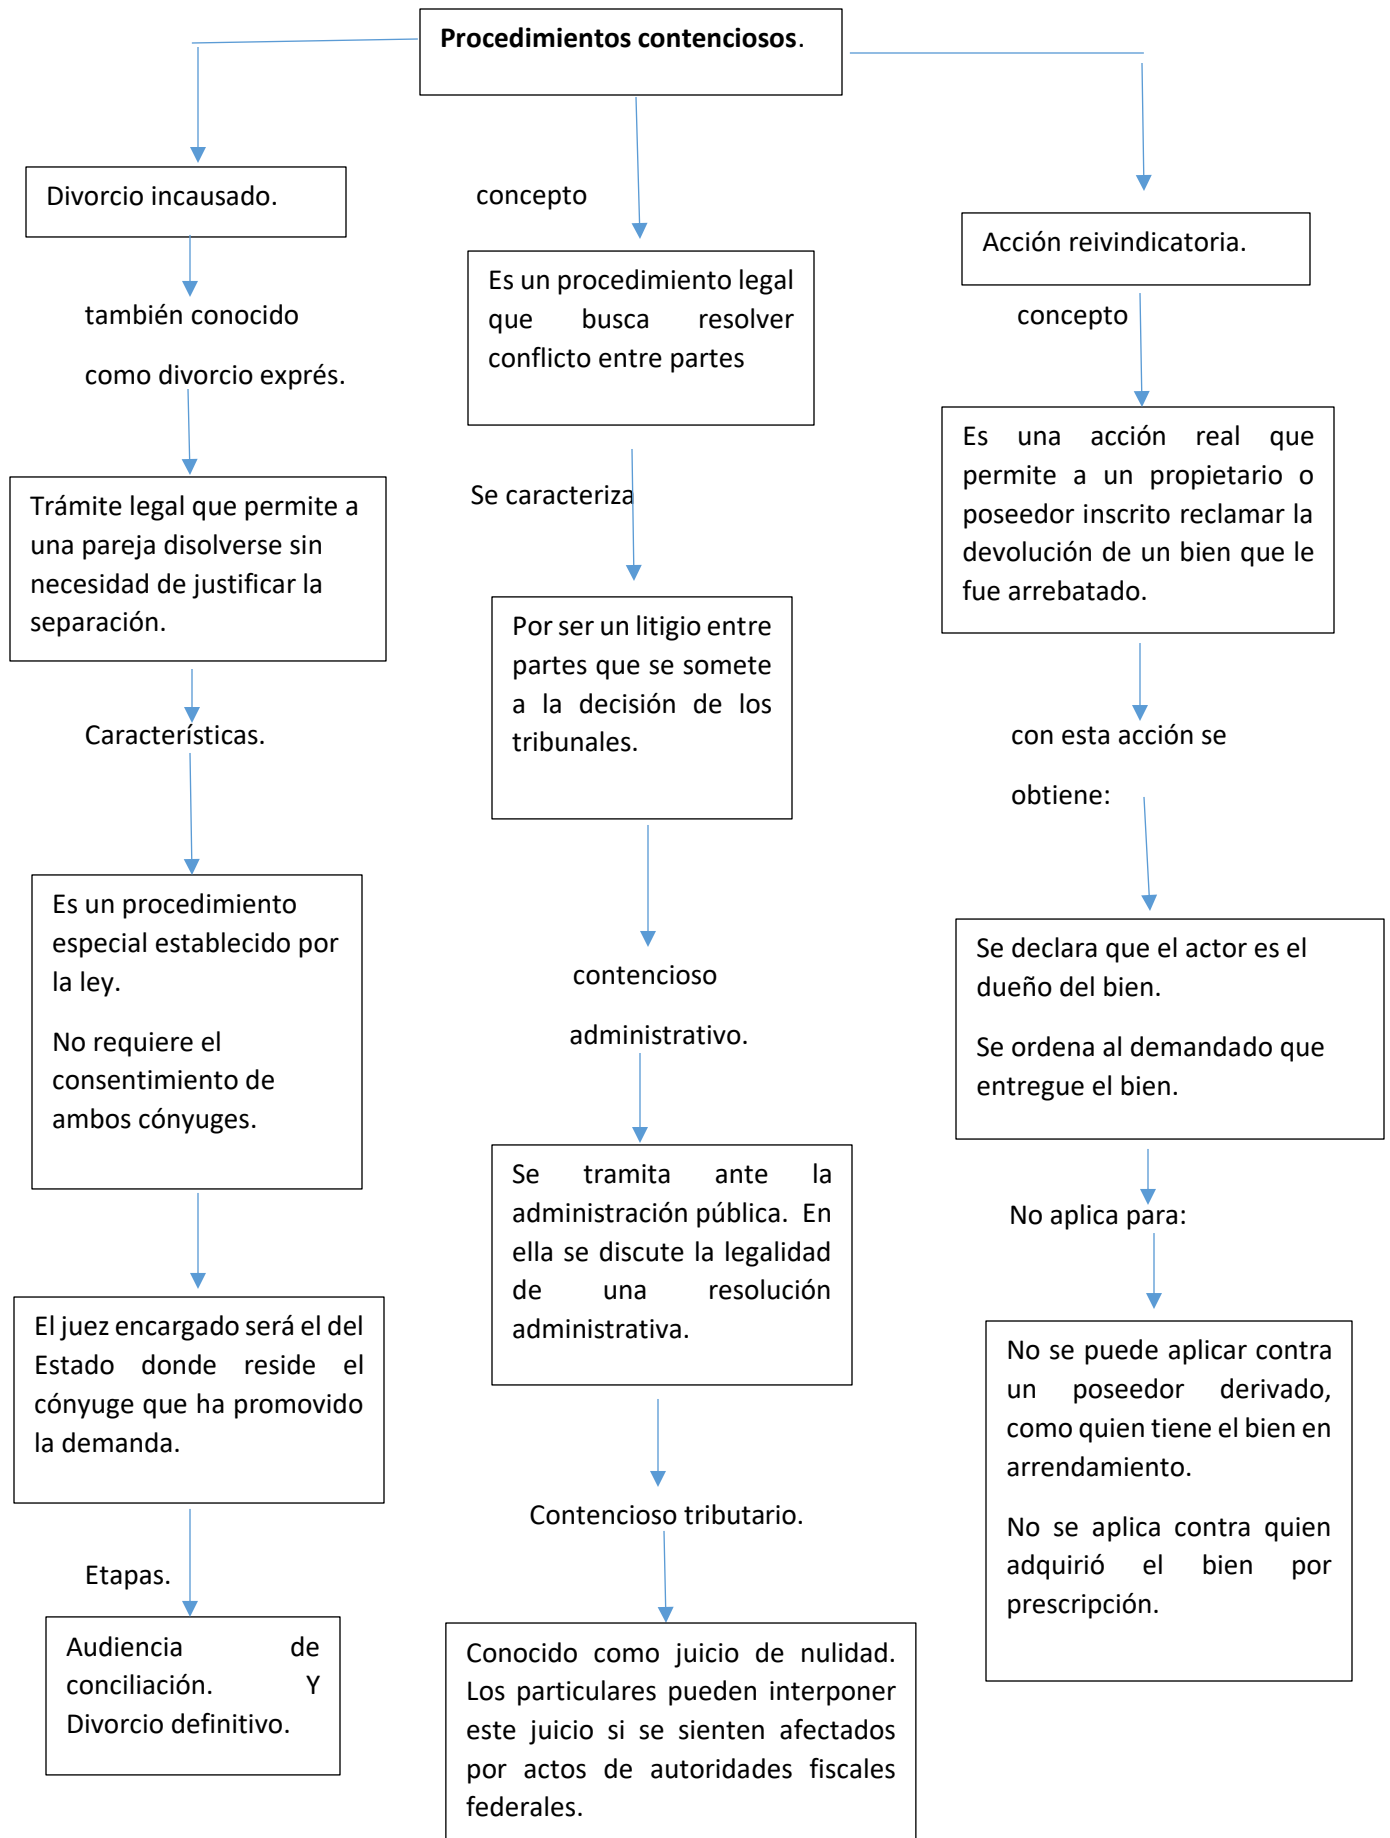 Procedimientos contenciosos.
Divorcio incausado.
también conocido
como divorcio exprés.
Trámite legal que permite a
una pareja disolverse sin
necesidad de justificar la
separación.
Características.
Es un procedimiento
especial establecido por
la ley.
No requiere el
consentimiento de
ambos cónyuges.
El juez encargado será el del
Estado donde reside el
cónyuge que ha promovido
la demanda.
Etapas.
Audiencia de
conciliación. Y
Divorcio definitivo.
concepto
Es un procedimiento legal
que busca resolver
conflicto entre partes
Se caracteriza
Por ser un litigio entre
partes que se somete
a la decisión de los
tribunales.
contencioso
administrativo.
Se tramita ante la
administración pública. En
ella se discute la legalidad
de una resolución
administrativa.
Contencioso tributario.
Conocido como juicio de nulidad.
Los particulares pueden interponer
este juicio si se sienten afectados
por actos de autoridades fiscales
federales.
Acción reivindicatoria.
concepto
Es una acción real que
permite a un propietario o
poseedor inscrito reclamar la
devolución de un bien que le
fue arrebatado.
con esta acción se
obtiene:
Se declara que el actor es el
dueño del bien.
Se ordena al demandado que
entregue el bien.
No aplica para:
No se puede aplicar contra
un poseedor derivado,
como quien tiene el bien en
arrendamiento.
No se aplica contra quien
adquirió el bien por
prescripción.